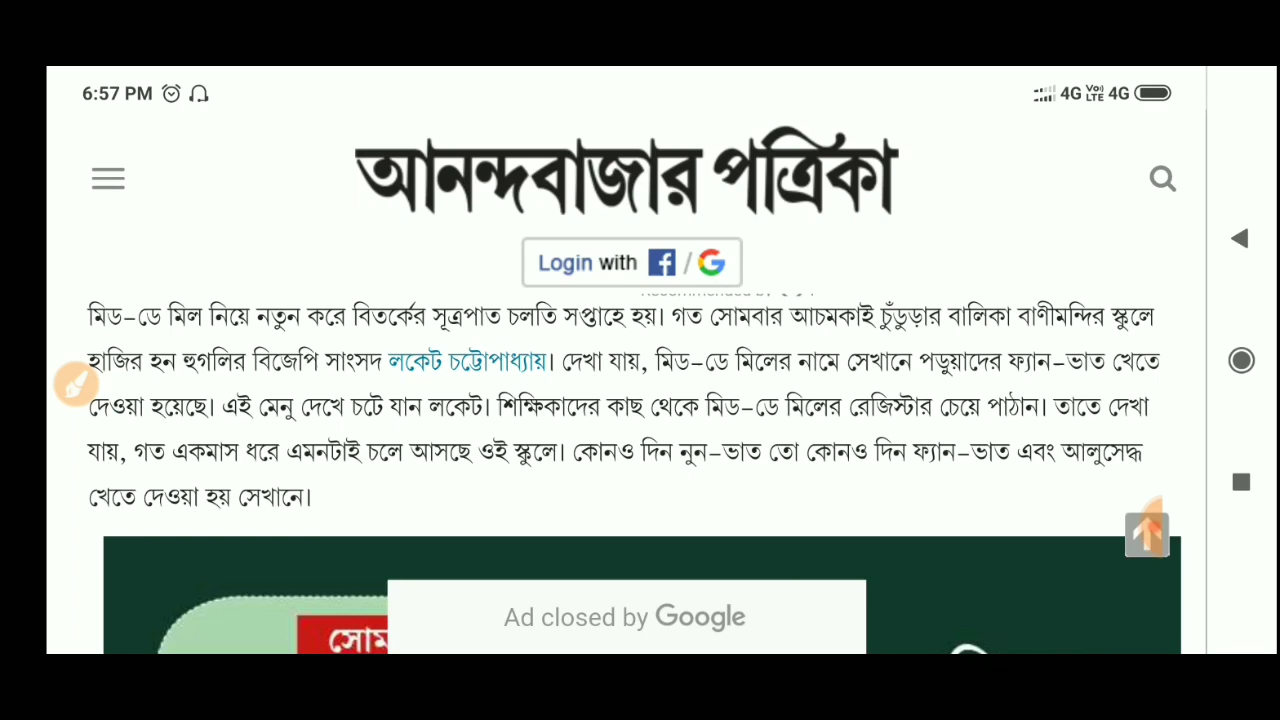 6:57 PM 4G Vo) LTE 4G
আনন্দবাজার পত্রিকা
Login with f / G
মিড-ডে মিল নিয়ে নতুন করে বিতর্কের সূত্রপাত চলতি সপ্তাহে হয়। গত সোমবার আচমকাই চুঁচুড়ার বালিকা বাণীমন্দির স্কুলে
হাজির হন হুগলির বিজেপি সাংসদ লকেট চট্টোপাধ্যায়। দেখা যায়, মিড-ডে মিলের নামে সেখানে পড়ুয়াদের ফ্যান-ভাত খেতে
দেওয়া হয়েছে। এই মেনু দেখে চটে যান লকেট। শিক্ষিকাদের কাছ থেকে মিড-ডে মিলের রেজিস্টার চেয়ে পাঠান। তাতে দেখা
যায়, গত একমাস ধরে এমনটাই চলে আসছে ওই স্কুলে। কোনও দিন নুন-ভাত তো কোনও দিন ফ্যান-ভাত এবং আলুসেদ্ধ
খেতে দেওয়া হয় সেখানে।
Ad closed by Google